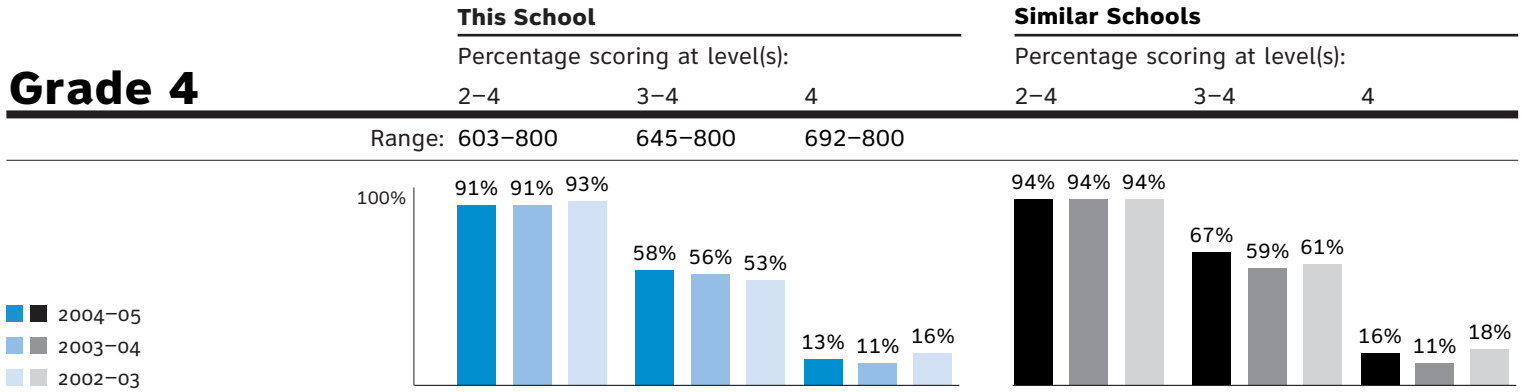 This School Similar Schools
Percentage scoring at level(s): Percentage scoring at level(s):
Grade 4 2–4 3–4 4 2–4 3–4 4
Range: 603–800 645–800 692–800
100% 91% 91% 93% 58% 56% 53% 13% 11% 16% 94% 94% 94% 67% 59% 61% 16% 11% 18%
2004–05
2003–04
2002–03